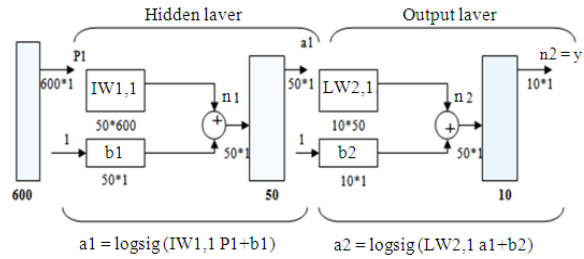 Hidden laver
Output laver
P1
a1
n2 = y
600*1
IW1,1
n1
50*1
LW2,1
n2
10*1
50*600
+
10*50
+
1
b1
50*1
1
b2
50*1
600
50*1
50
10*1
10
a1 = logsig (IW1,1 P1+b1)
a2 = logsig (LW2,1 a1+b2)